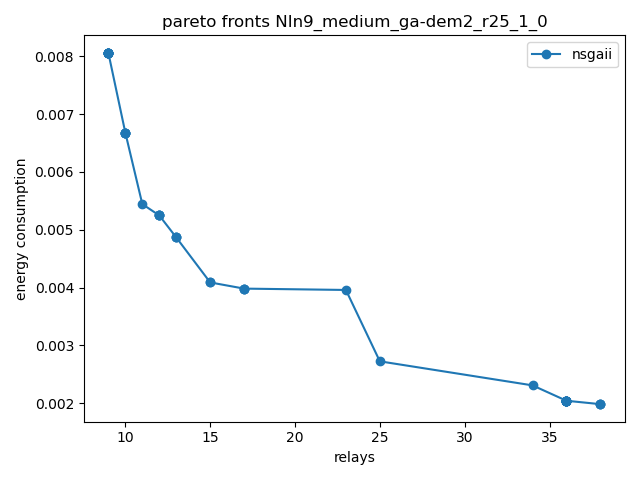 pareto fronts NIn9_medium_ga-dem2_r25_1_0
nsgaii
0.008
0.007
0.006
0.005
0.004
0.003
0.002
energy consumption
10 15 20 25 30 35
relays